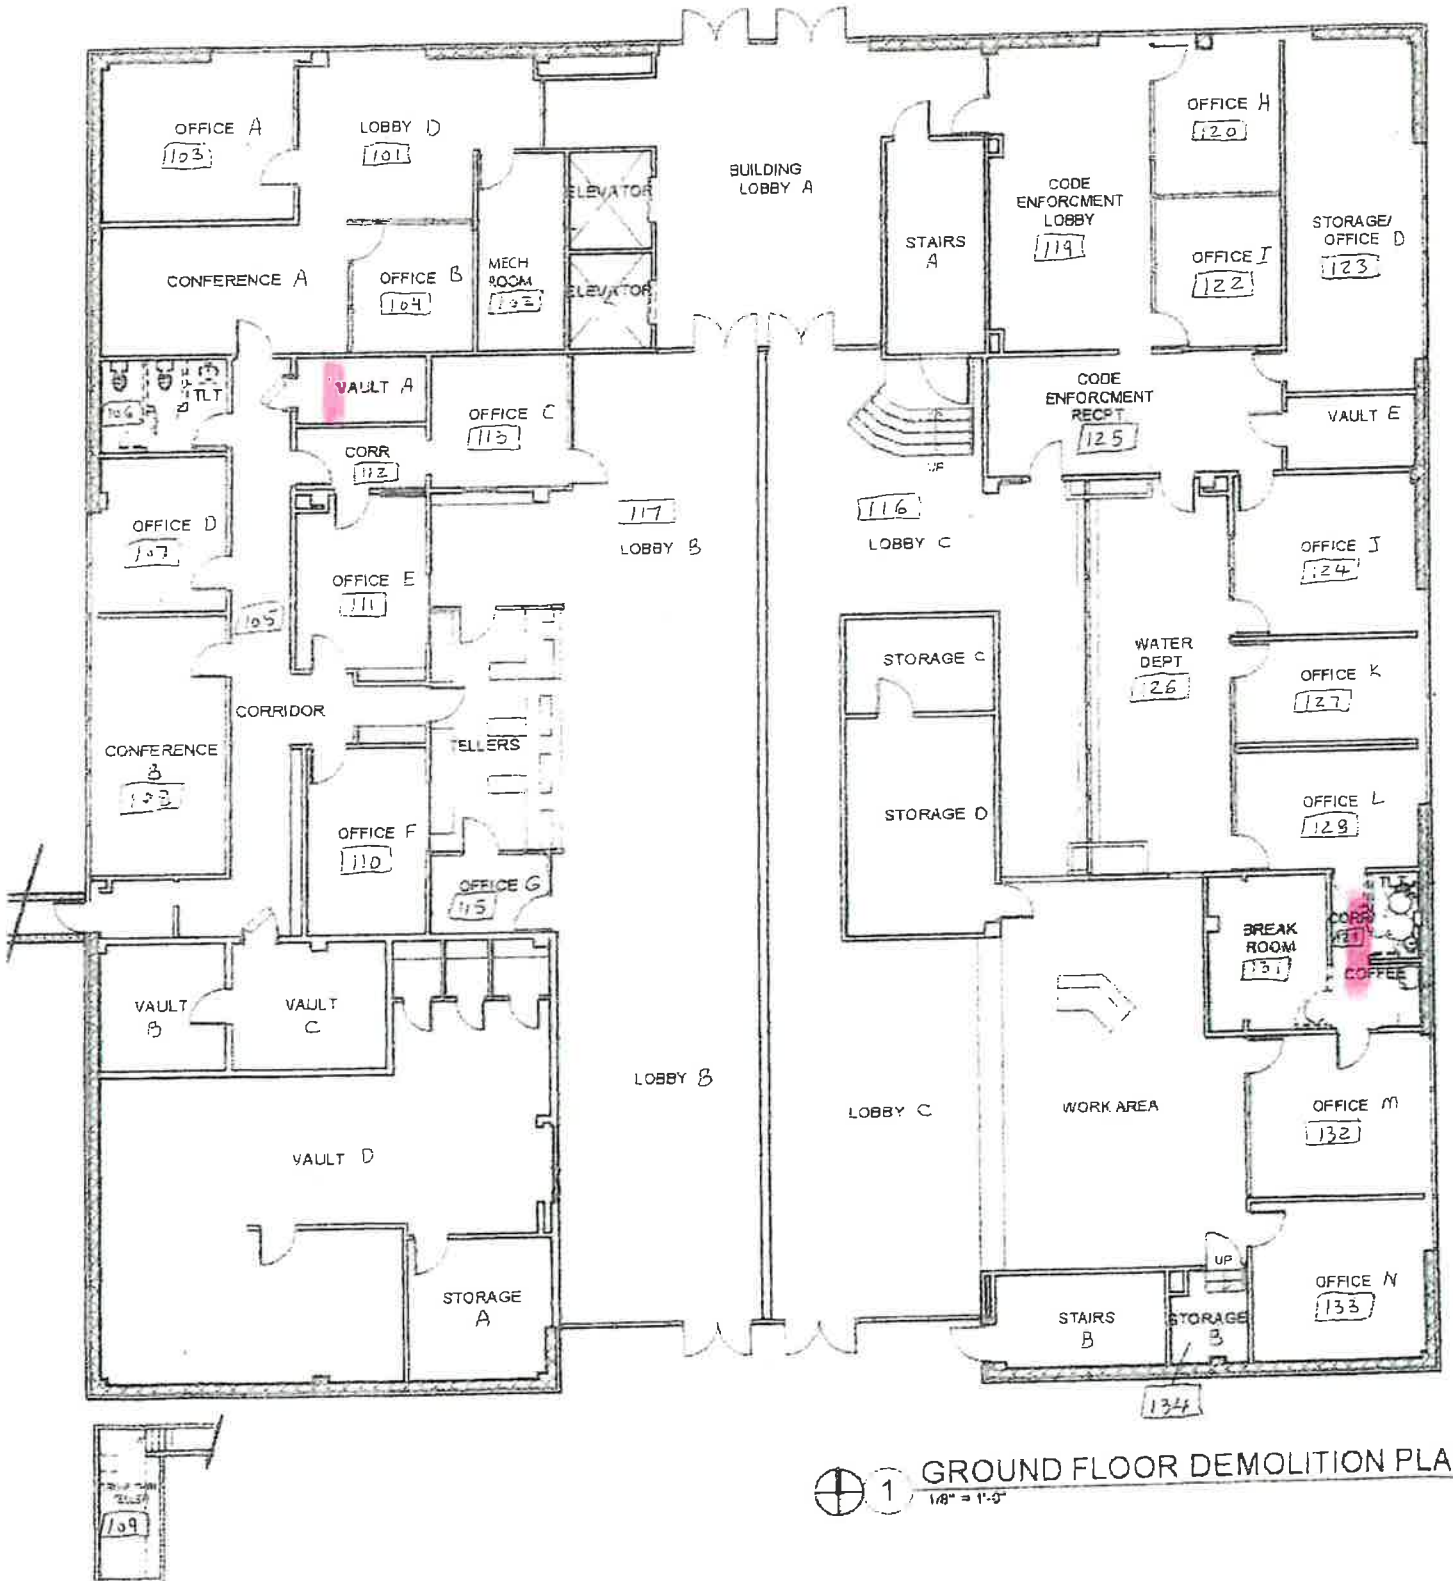 OFFICE A
103
LOBBY D
101
BUILDING
LOBBY A
ELEVATOR
ELEVATOR
MECH
ROOM
102
CONFERENCE A
OFFICE B
104
STAIRS
A
CODE
ENFORCMENT
LOBBY
119
OFFICE H
120
OFFICE I
122
STORAGE/
OFFICE D
123
TLT
106
VAULT A
OFFICE C
113
CORR
112
UP
CODE
ENFORCMENT
RECPT
125
VAULT E
OFFICE D
107
OFFICE E
111
105
117
LOBBY B
116
LOBBY C
OFFICE J
124
WATER
DEPT
126
OFFICE K
127
STORAGE C
CORRIDOR
TELLERS
CONFERENCE
B
108
STORAGE D
OFFICE L
128
OFFICE F
110
OFFICE G
115
BREAK
ROOM
131
CORR
TLT
COFFEE
VAULT
B
VAULT
C
LOBBY B
LOBBY C
WORK AREA
OFFICE M
132
VAULT D
STORAGE
A
UP
STAIRS
B
STORAGE
B
134
OFFICE N
133
109
1
GROUND FLOOR DEMOLITION PLA
1/8" = 1'-0"